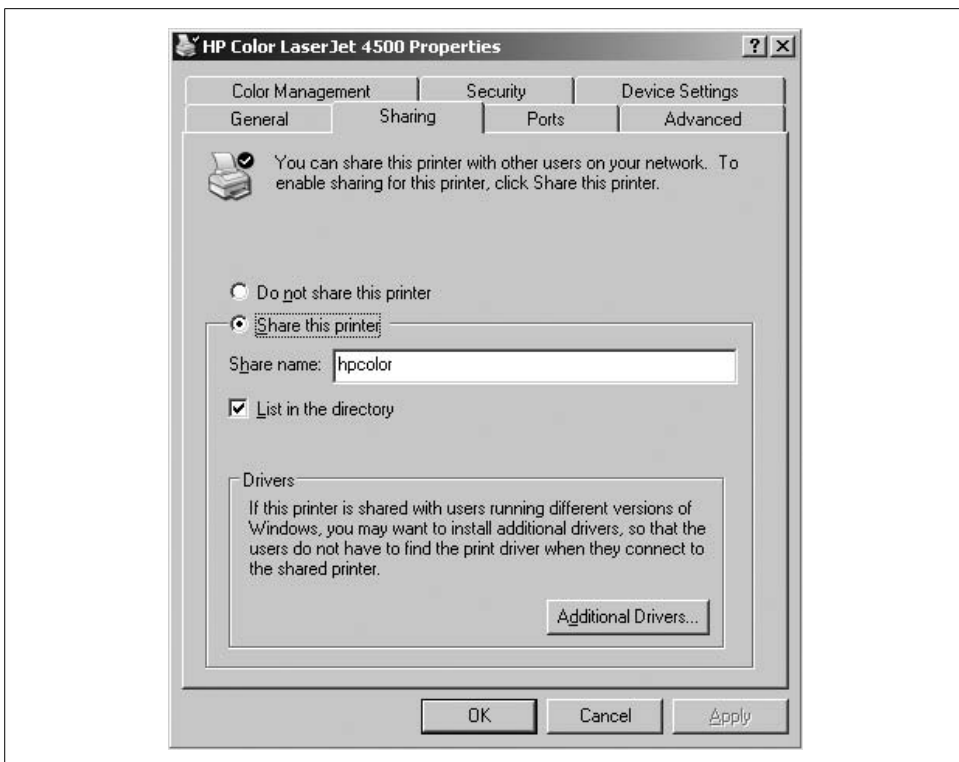 HP Color LaserJet 4500 Properties
? X
Color Management Security Device Settings
General Sharing Ports Advanced
You can share this printer with other users on your network. To
enable sharing for this printer, click Share this printer.
Do not share this printer
Share this printer
Share name: hpcolor
List in the directory
Drivers
If this printer is shared with users running different versions of
Windows, you may want to install additional drivers, so that the
users do not have to find the print driver when they connect to
the shared printer.
Additional Drivers...
OK Cancel Apply